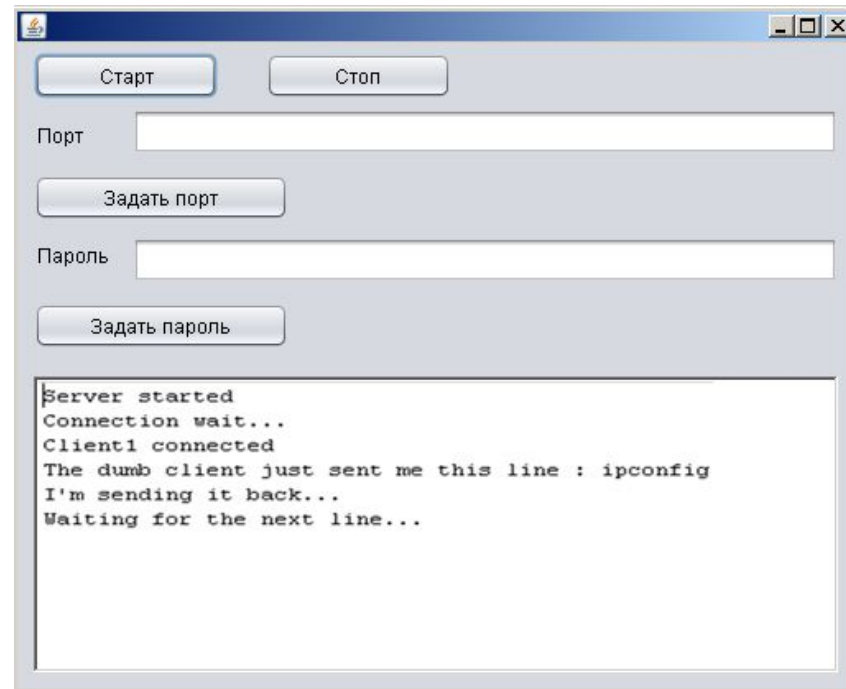 Старт Стоп
Порт
Задать порт
Пароль
Задать пароль
Server started
Connection wait...
Client1 connected
The dumb client just sent me this line : ipconfig
I'm sending it back...
Waiting for the next line...